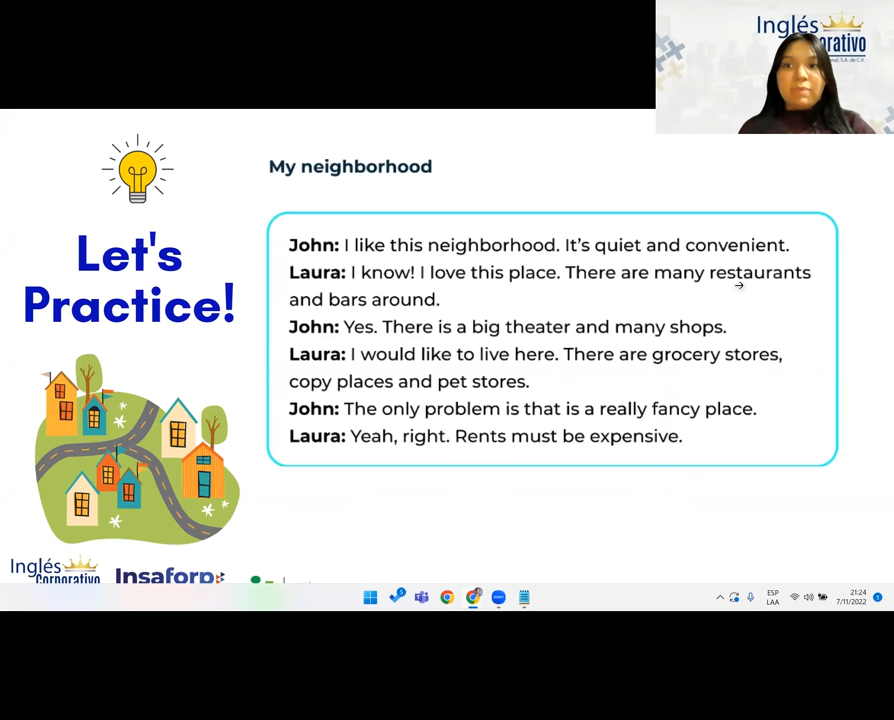 Inglés
orativo
nal, S.A. de C.V.
My neighborhood
Let's
Practice!
John: I like this neighborhood. It's quiet and convenient.
Laura: I know! I love this place. There are many restaurants
and bars around.
John: Yes. There is a big theater and many shops.
Laura: I would like to live here. There are grocery stores,
copy places and pet stores.
John: The only problem is that is a really fancy place.
Laura: Yeah, right. Rents must be expensive.
Inglés
Corporativo
Insaforp
ESP
LAA
21:24
7/11/2022